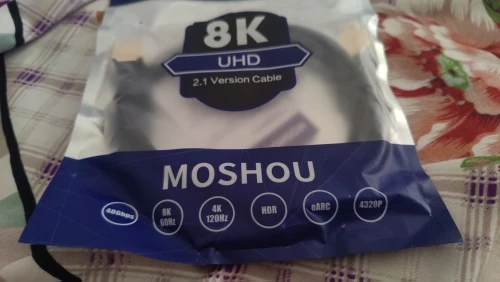 8K
UHD
2.1 Version Cable
MOSHOU
48Gbps
8K
60Hz
4K
120Hz
HDR
eARC
4320P